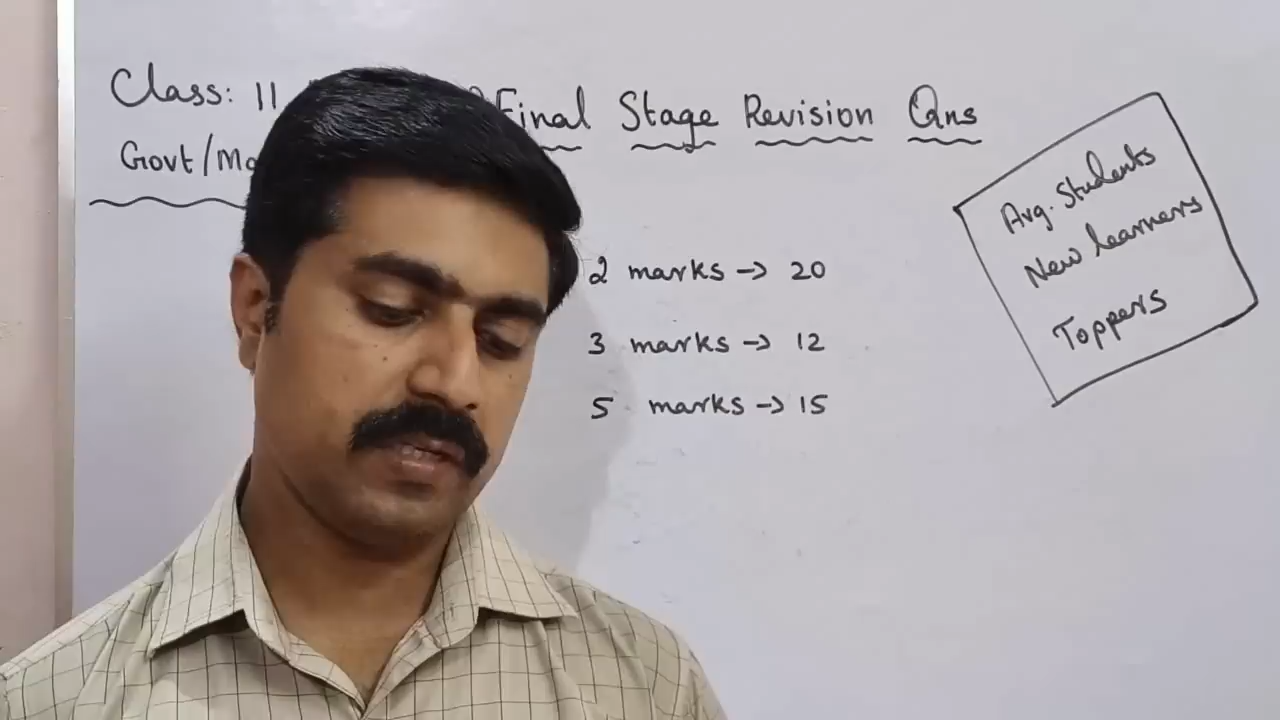 Class: 11 Final Stage Revision Qns
Govt/
2 marks → 20
3 marks → 12
5 marks → 15
Avg. Students
New learners
Toppers